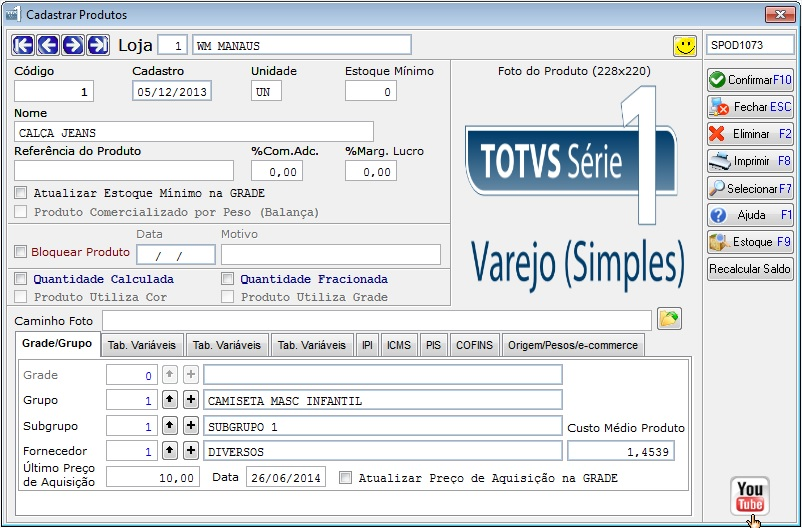 Cadastrar Produtos
Loja 1 WM MANAUS
SPOD1073
Código Cadastro Unidade Estoque Mínimo
1 05/12/2013 UN 0
Nome
CALÇA JEANS
Referência do Produto %Com.Adc. %Marg. Lucro
0,00 0,00
Atualizar Estoque Mínimo na GRADE
Produto Comercializado por Peso (Balança)
Data Motivo
Bloquear Produto / /
Quantidade Calculada Quantidade Fracionada
Produto Utiliza Cor Produto Utiliza Grade
Foto do Produto (228x220)
TOTVS Série 1
Varejo (Simples)
Confirmar F10
Fechar ESC
Eliminar F2
Imprimir F8
Selecionar F7
Ajuda F1
Estoque F9
Recalcular Saldo
Caminho Foto
Grade/Grupo Tab. Variáveis Tab. Variáveis Tab. Variáveis IPI ICMS PIS COFINS Origem/Pesos/e-commerce
Grade 0
Grupo 1 CAMISETA MASC INFANTIL
Subgrupo 1 SUBGRUPO 1
Custo Médio Produto
Fornecedor 1 DIVERSOS 1,4539
Último Preço
de Aquisição 10,00 Data 26/06/2014 Atualizar Preço de Aquisição na GRADE
You
Tube